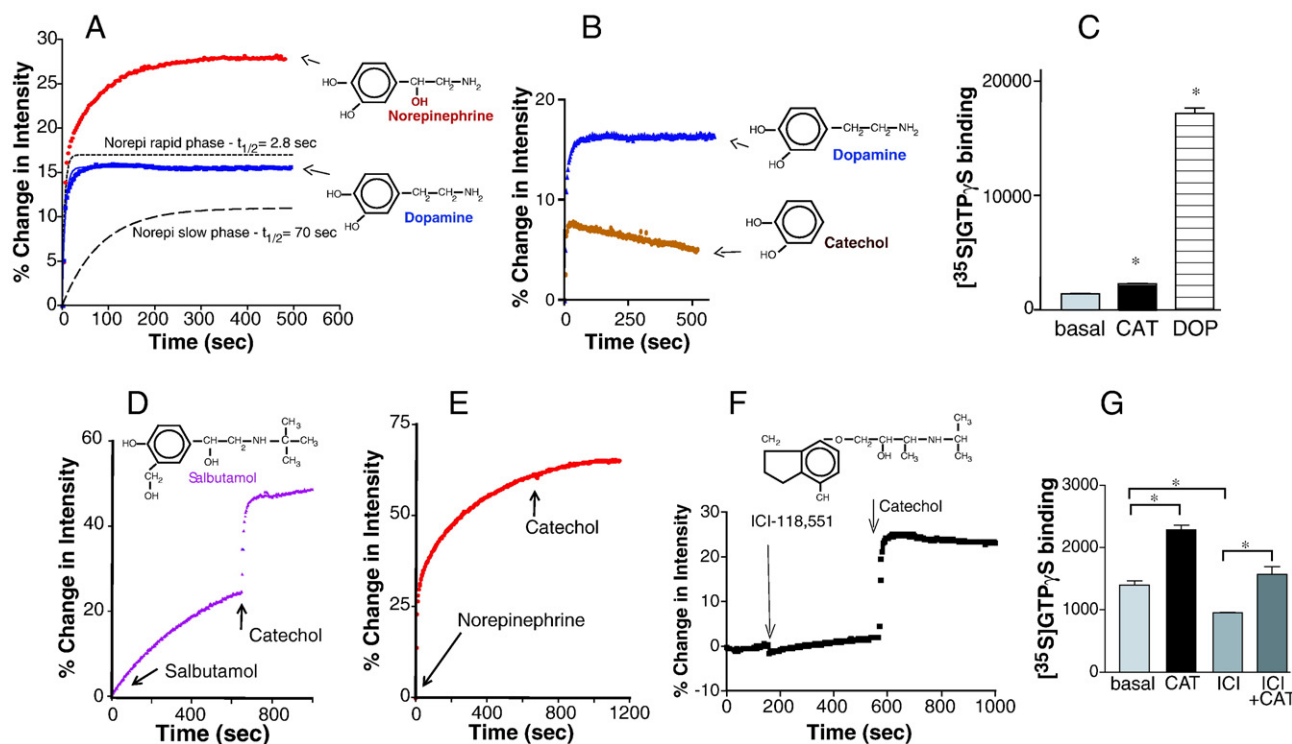 A
% Change in Intensity
30
25
20
15
10
5
0
0 100 200 300 400 500 600
Time (sec)
Norepi rapid phase - t1/2= 2.8 sec
Norepi slow phase - t1/2= 70 sec
HO
HO
CH-CH2-NH2
OH
Norepinephrine
HO
HO
CH2-CH2-NH2
Dopamine
B
% Change in Intensity
20
10
0
0 250 500
Time (sec)
HO
HO
CH2-CH2-NH2
Dopamine
HO
HO
Catechol
C
[35S]GTPγS binding
20000
10000
0
*
*
basal CAT DOP
D
% Change in Intensity
60
40
20
0
0 400 800
Time (sec)
HO
CH-CH2-NH-C-CH3
CH3
CH3
OH
CH2
OH
Salbutamol
Catechol
Salbutamol
E
% Change in Intensity
75
50
25
0
0 400 800 1200
Time (sec)
Catechol
Norepinephrine
F
% Change in Intensity
30
20
10
0
-10
0 200 400 600 800 1000
Time (sec)
CH2
O-CH2-CH-CH-NH-CH
OH CH3
CH3
CH3
CH
ICI-118,551
Catechol
G
[35S]GTPγS binding
3000
2000
1000
0
*
*
*
basal CAT ICI ICI
+CAT